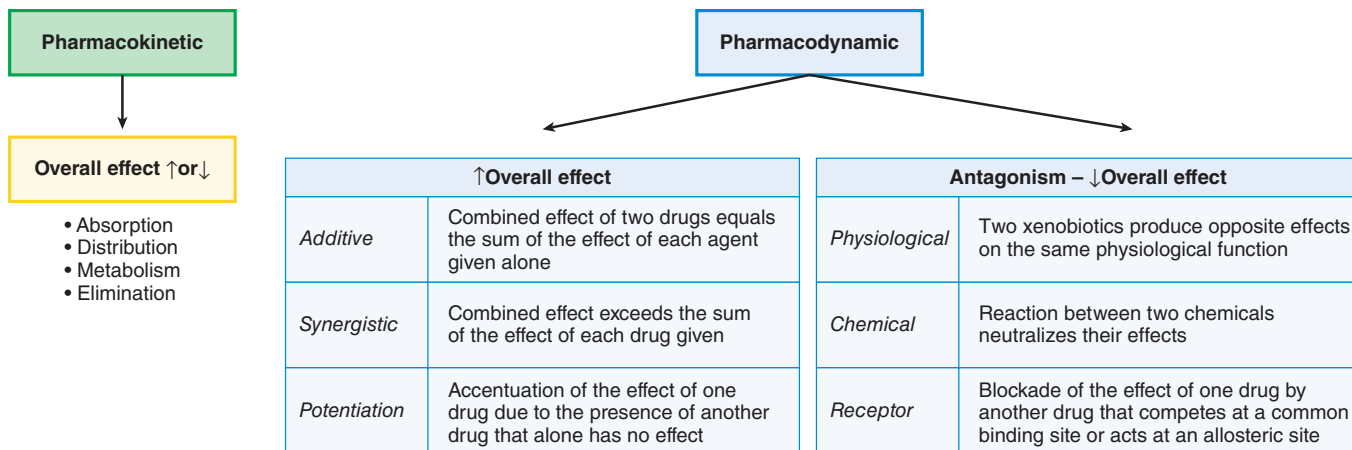 Pharmacokinetic
Overall effect ↑or↓
• Absorption
• Distribution
• Metabolism
• Elimination
Pharmacodynamic
↑Overall effect
Additive
Combined effect of two drugs equals
the sum of the effect of each agent
given alone
Synergistic
Combined effect exceeds the sum
of the effect of each drug given
Potentiation
Accentuation of the effect of one
drug due to the presence of another
drug that alone has no effect
Antagonism – ↓Overall effect
Physiological
Two xenobiotics produce opposite effects
on the same physiological function
Chemical
Reaction between two chemicals
neutralizes their effects
Receptor
Blockade of the effect of one drug by
another drug that competes at a common
binding site or acts at an allosteric site